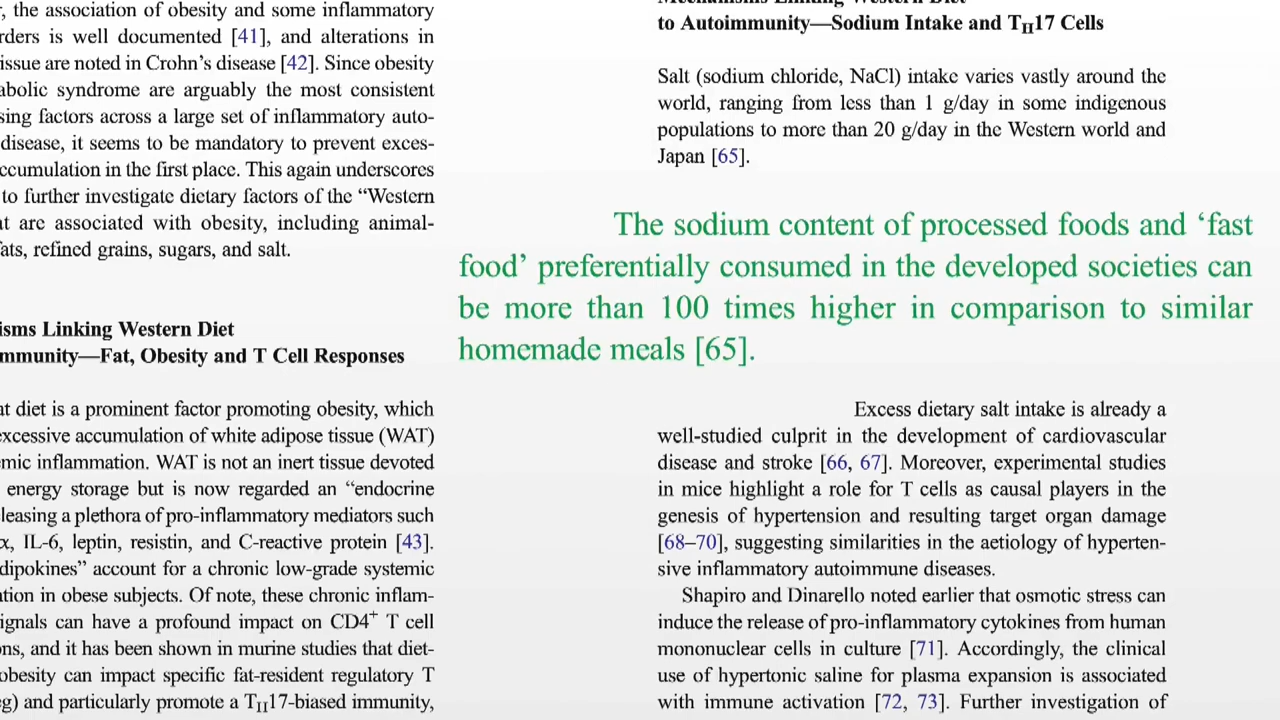 , the association of obesity and some inflammatory
rders is well documented [41], and alterations in
issue are noted in Crohn's disease [42]. Since obesity
abolic syndrome are arguably the most consistent
sing factors across a large set of inflammatory auto-
disease, it seems to be mandatory to prevent exces-
ccumulation in the first place. This again underscores
to further investigate dietary factors of the “Western
at are associated with obesity, including animal-
fats, refined grains, sugars, and salt.
isms Linking Western Diet
mmunity—Fat, Obesity and T Cell Responses
at diet is a prominent factor promoting obesity, which
excessive accumulation of white adipose tissue (WAT)
emic inflammation. WAT is not an inert tissue devoted
energy storage but is now regarded an “endocrine
leasing a plethora of pro-inflammatory mediators such
α, IL-6, leptin, resistin, and C-reactive protein [43].
dipokines” account for a chronic low-grade systemic
ation in obese subjects. Of note, these chronic inflam-
ignals can have a profound impact on CD4+ T cell
ons, and it has been shown in murine studies that diet-
obesity can impact specific fat-resident regulatory T
eg) and particularly promote a TH17-biased immunity,
Mechanisms Linking Western Diet
to Autoimmunity—Sodium Intake and TH17 Cells
Salt (sodium chloride, NaCl) intake varies vastly around the
world, ranging from less than 1 g/day in some indigenous
populations to more than 20 g/day in the Western world and
Japan [65].
The sodium content of processed foods and ‘fast
food’ preferentially consumed in the developed societies can
be more than 100 times higher in comparison to similar
homemade meals [65].
Excess dietary salt intake is already a
well-studied culprit in the development of cardiovascular
disease and stroke [66, 67]. Moreover, experimental studies
in mice highlight a role for T cells as causal players in the
genesis of hypertension and resulting target organ damage
[68–70], suggesting similarities in the aetiology of hyperten-
sive inflammatory autoimmune diseases.
Shapiro and Dinarello noted earlier that osmotic stress can
induce the release of pro-inflammatory cytokines from human
mononuclear cells in culture [71]. Accordingly, the clinical
use of hypertonic saline for plasma expansion is associated
with immune activation [72, 73]. Further investigation of